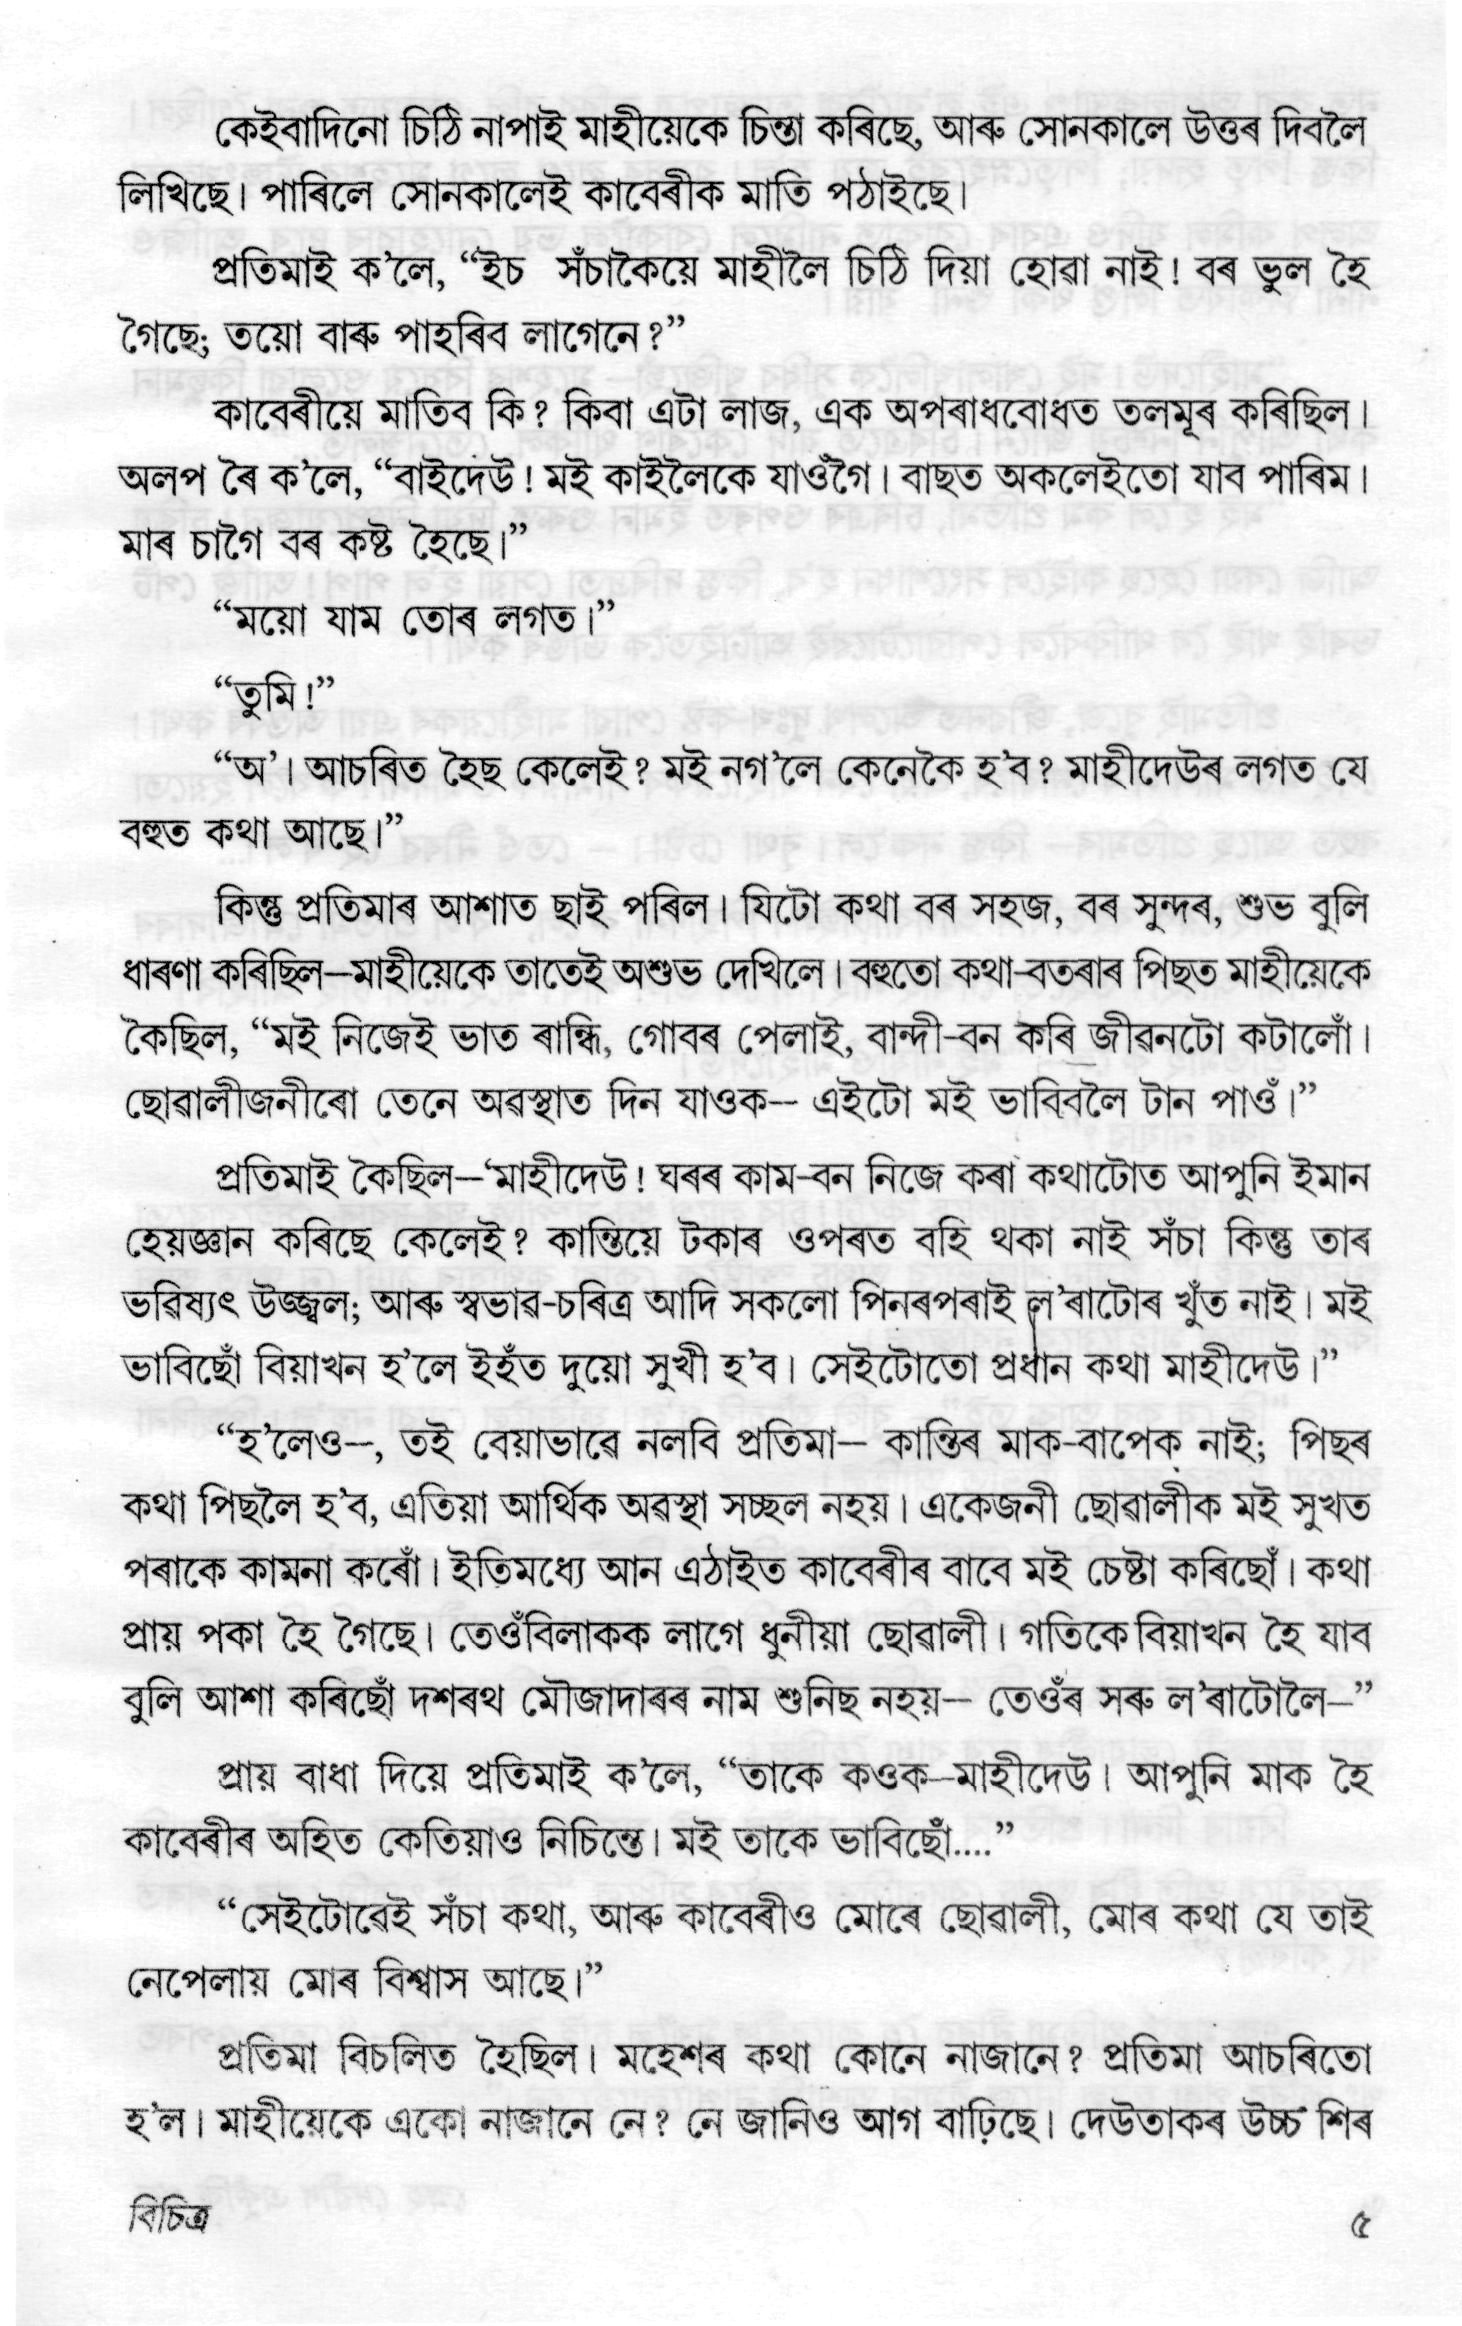 কেইবাদিনো চিঠি নাপাই মাহীয়েকে চিন্তা কৰিছে, আৰু সোনকালে উত্তৰ দিবলৈ
লিখিছে। পাৰিলে সোনকালেই কাবেৰীক মাতি পঠাইছে।
প্ৰতিমাই ক’লে, “ইচ সঁচাকৈয়ে মাহীলৈ চিঠি দিয়া হোৱা নাই! বৰ ভুল হৈ
গৈছে; তয়ো বাৰু পাহৰিব লাগেনে?”
কাবেৰীয়ে মাতিব কি? কিবা এটা লাজ, এক অপৰাধবোধত তলমূৰ কৰিছিল।
অলপ ৰৈ ক’লে, “বাইদেউ! মই কাইলৈকে যাওঁগৈ। বাছত অকলেইতো যাব পাৰিম।
মাৰ চাগৈ বৰ কষ্ট হৈছে।”
“ময়ো যাম তোৰ লগত।”
“তুমি!”
“অ’। আচৰিত হৈছ কেলেই? মই নগ’লে কেনেকৈ হ’ব? মাহীদেউৰ লগত যে
বহুত কথা আছে।”
কিন্তু প্ৰতিমাৰ আশাত ছাই পৰিল। যিটো কথা বৰ সহজ, বৰ সুন্দৰ, শুভ বুলি
ধাৰণা কৰিছিল—মাহীয়েকে তাতেই অশুভ দেখিলে। বহুতো কথা-বতৰাৰ পিছত মাহীয়েকে
কৈছিল, “মই নিজেই ভাত ৰান্ধি, গোবৰ পেলাই, বান্দী-বন কৰি জীৱনটো কটালোঁ।
ছোৱালীজনীৰো তেনে অৱস্থাত দিন যাওক— এইটো মই ভাবিবলৈ টান পাওঁ।”
প্ৰতিমাই কৈছিল—‘মাহীদেউ! ঘৰৰ কাম-বন নিজে কৰা কথাটোত আপুনি ইমান
হেয়জ্ঞান কৰিছে কেলেই? কান্তিয়ে টকাৰ ওপৰত বহি থকা নাই সঁচা কিন্তু তাৰ
ভৱিষ্যৎ উজ্জ্বল; আৰু স্বভাৱ-চৰিত্ৰ আদি সকলো পিনৰপৰাই ল’ৰাটোৰ খুঁত নাই। মই
ভাবিছোঁ বিয়াখন হ’লে ইহঁত দুয়ো সুখী হ’ব। সেইটোতো প্ৰধান কথা মাহীদেউ।”
“হ’লেও—, তই বেয়াভাৱে নলবি প্ৰতিমা— কান্তিৰ মাক-বাপেক নাই; পিছৰ
কথা পিছলৈ হ’ব, এতিয়া আৰ্থিক অৱস্থা সচ্ছল নহয়। একেজনী ছোৱালীক মই সুখত
পৰাকে কামনা কৰোঁ। ইতিমধ্যে আন এঠাইত কাবেৰীৰ বাবে মই চেষ্টা কৰিছোঁ। কথা
প্ৰায় পকা হৈ গৈছে। তেওঁবিলাকক লাগে ধুনীয়া ছোৱালী। গতিকে বিয়াখন হৈ যাব
বুলি আশা কৰিছোঁ দশৰথ মৌজাদাৰৰ নাম শুনিছ নহয়— তেওঁৰ সৰু ল’ৰাটোলৈ—”
প্ৰায় বাধা দিয়ে প্ৰতিমাই ক’লে, “তাকে কওক—মাহীদেউ। আপুনি মাক হৈ
কাবেৰীৰ অহিত কেতিয়াও নিচিন্তে। মই তাকে ভাবিছোঁ....”
“সেইটোৱেই সঁচা কথা, আৰু কাবেৰীও মোৰে ছোৱালী, মোৰ কথা যে তাই
নেপেলায় মোৰ বিশ্বাস আছে।”
প্ৰতিমা বিচলিত হৈছিল। মহেশৰ কথা কোনে নাজানে? প্ৰতিমা আচৰিতো
হ’ল। মাহীয়েকে একো নাজানে নে? নে জানিও আগ বাঢ়িছে। দেউতাকৰ উচ্চ শিৰ
বিচিত্ৰ
৫